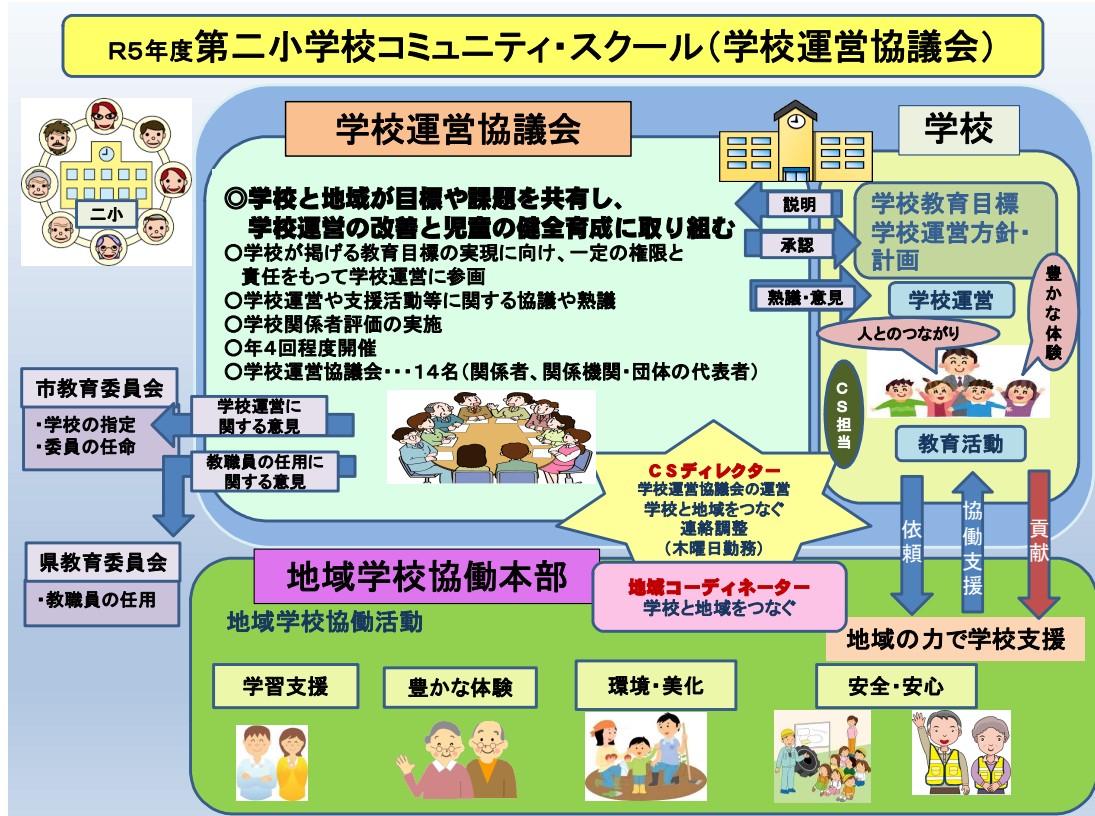 R5年度第二小学校コミュニティ・スクール(学校運営協議会)
二小
学校運営協議会
◎学校と地域が目標や課題を共有し、
学校運営の改善と児童の健全育成に取り組む
○学校が掲げる教育目標の実現に向け、一定の権限と
責任をもって学校運営に参画
○学校運営や支援活動等に関する協議や熟議
○学校関係者評価の実施
○年4回程度開催
○学校運営協議会・・・14名(関係者、関係機関・団体の代表者)
学校
説明
承認
熟議・意見
学校教育目標
学校運営方針・
計画
学校運営
豊かな体験
人とのつながり
CS担当
教育活動
市教育委員会
・学校の指定
・委員の任命
学校運営に
関する意見
教職員の任用に
関する意見
県教育委員会
・教職員の任用
CSディレクター
学校運営協議会の運営
学校と地域をつなぐ
連絡調整
(木曜日勤務)
依頼
協働支援
貢献
地域学校協働本部
地域コーディネーター
学校と地域をつなぐ
地域学校協働活動
地域の力で学校支援
学習支援
豊かな体験
環境・美化
安全・安心